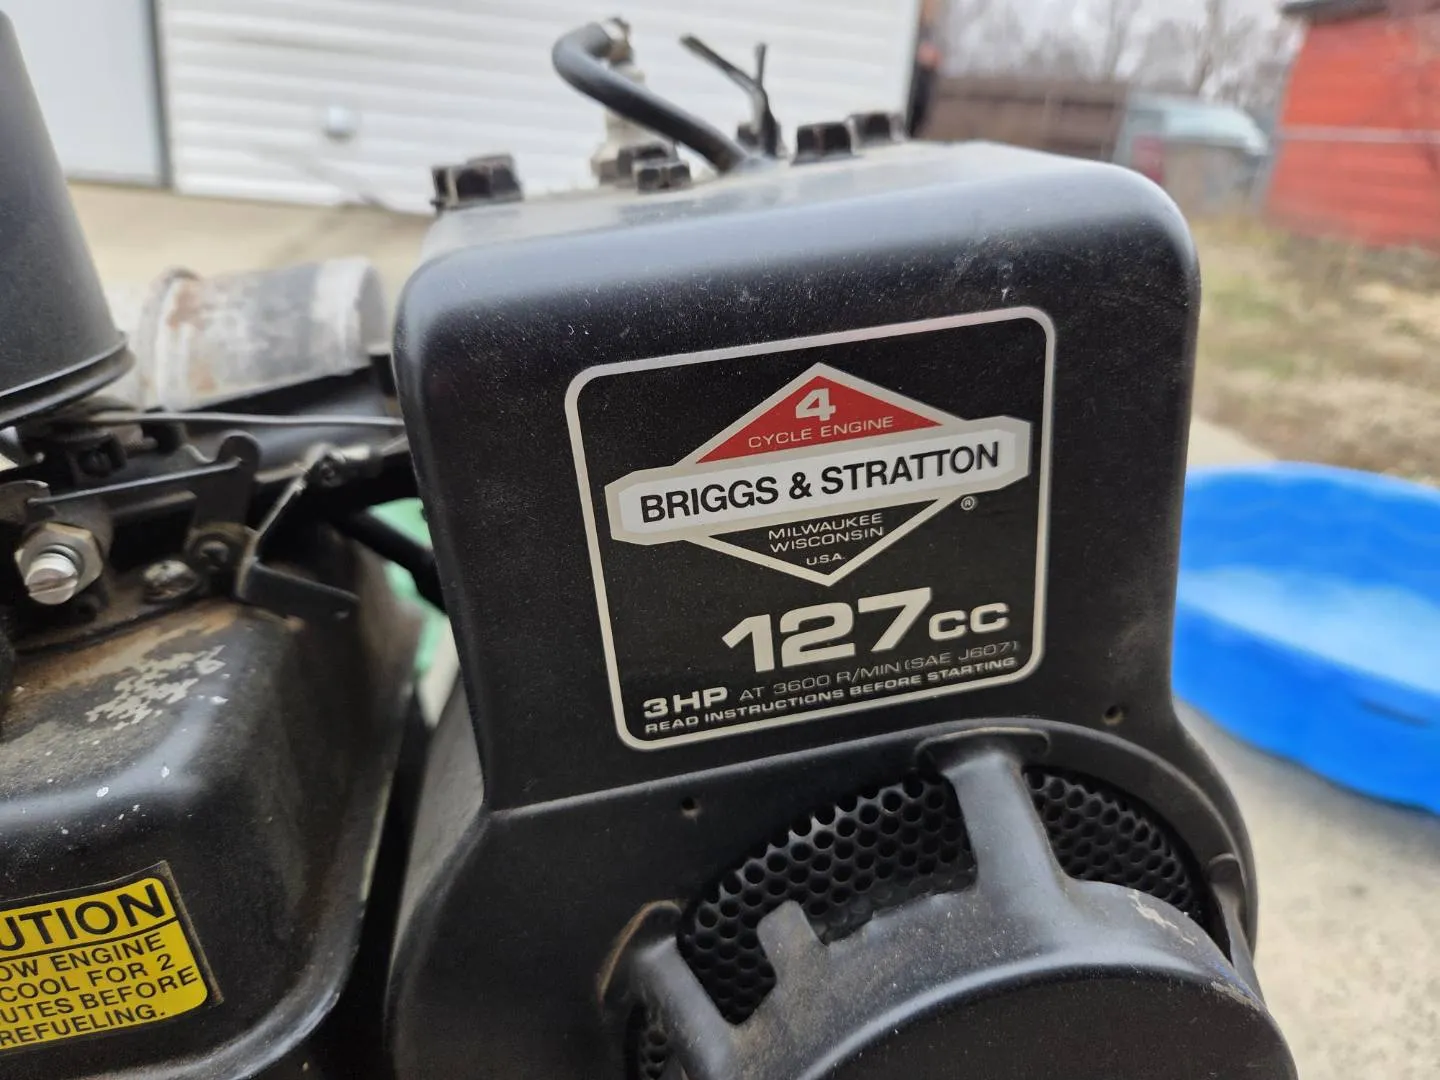 4
CYCLE ENGINE
BRIGGS & STRATTON
®
MILWAUKEE
WISCONSIN
U.S.A.
127cc
3HP AT 3600 R/MIN (SAE J607)
READ INSTRUCTIONS BEFORE STARTING
UTION
OW ENGINE
COOL FOR 2
UTES BEFORE
REFUELING.